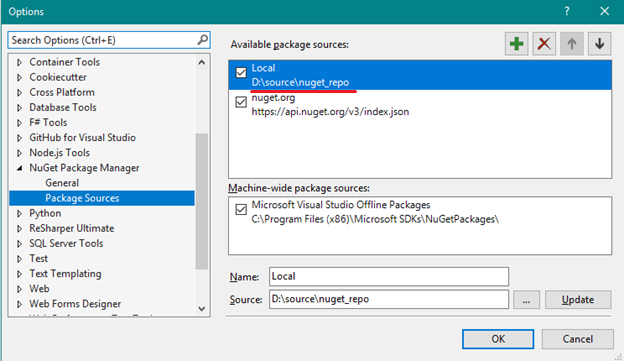 Options
?
Search Options (Ctrl+E)
Container Tools
Cookiecutter
Cross Platform
Database Tools
F# Tools
GitHub for Visual Studio
Node.js Tools
NuGet Package Manager
General
Package Sources
Python
ReSharper Ultimate
SQL Server Tools
Test
Text Templating
Web
Web Forms Designer
Available package sources:
Local
D:\source\nuget_repo
nuget.org
https://api.nuget.org/v3/index.json
Machine-wide package sources:
Microsoft Visual Studio Offline Packages
C:\Program Files (x86)\Microsoft SDKs\NuGetPackages\
Name: Local
Source: D:\source\nuget_repo ... Update
OK Cancel